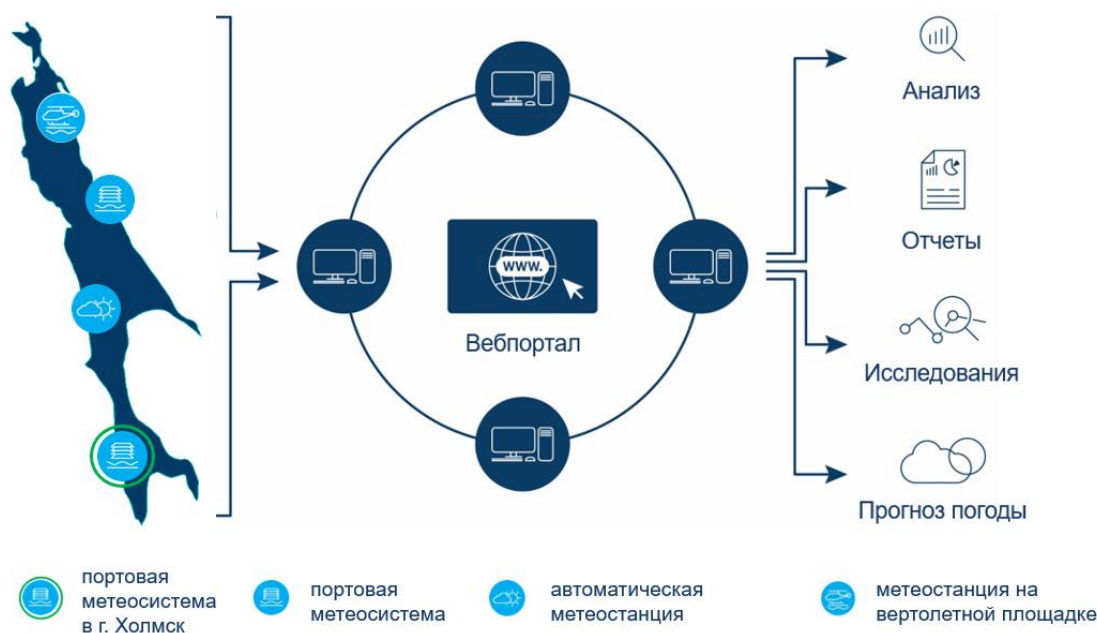 Анализ
Отчеты
WWW.
Вебпортал
Исследования
Прогноз погоды
портовая
метеосистема
в г. Холмск
портовая
метеосистема
автоматическая
метеостанция
метеостанция на
вертолетной площадке